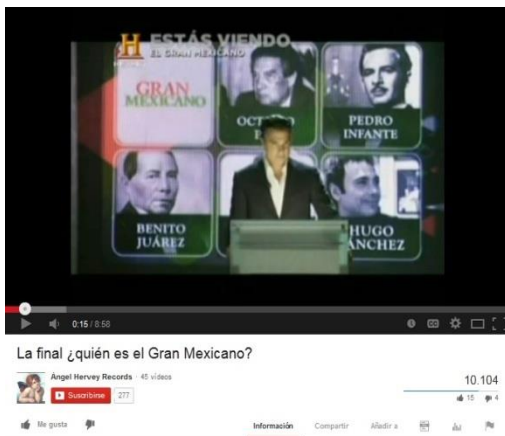 H ESTÁS VIENDO
EL GRAN MEXICANO
GRAN
MEXICANO
PEDRO
INFANTE
BENITO
JUÁREZ
HUGO
0:15 / 8:58
La final ¿quién es el Gran Mexicano?
Ángel Hervey Records · 45 vídeos
Suscribirse 277
10.104
15 4
Me gusta
Información Compartir Añadir a